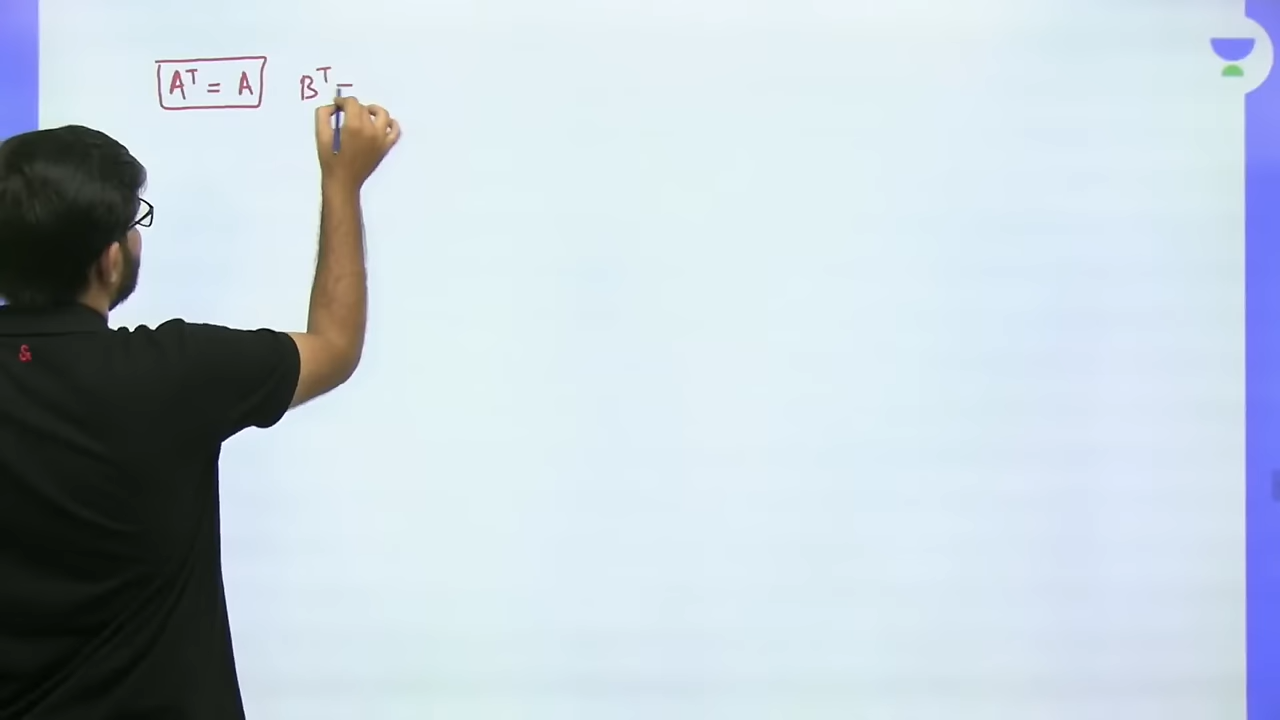 Aᵀ = A Bᵀ =
&